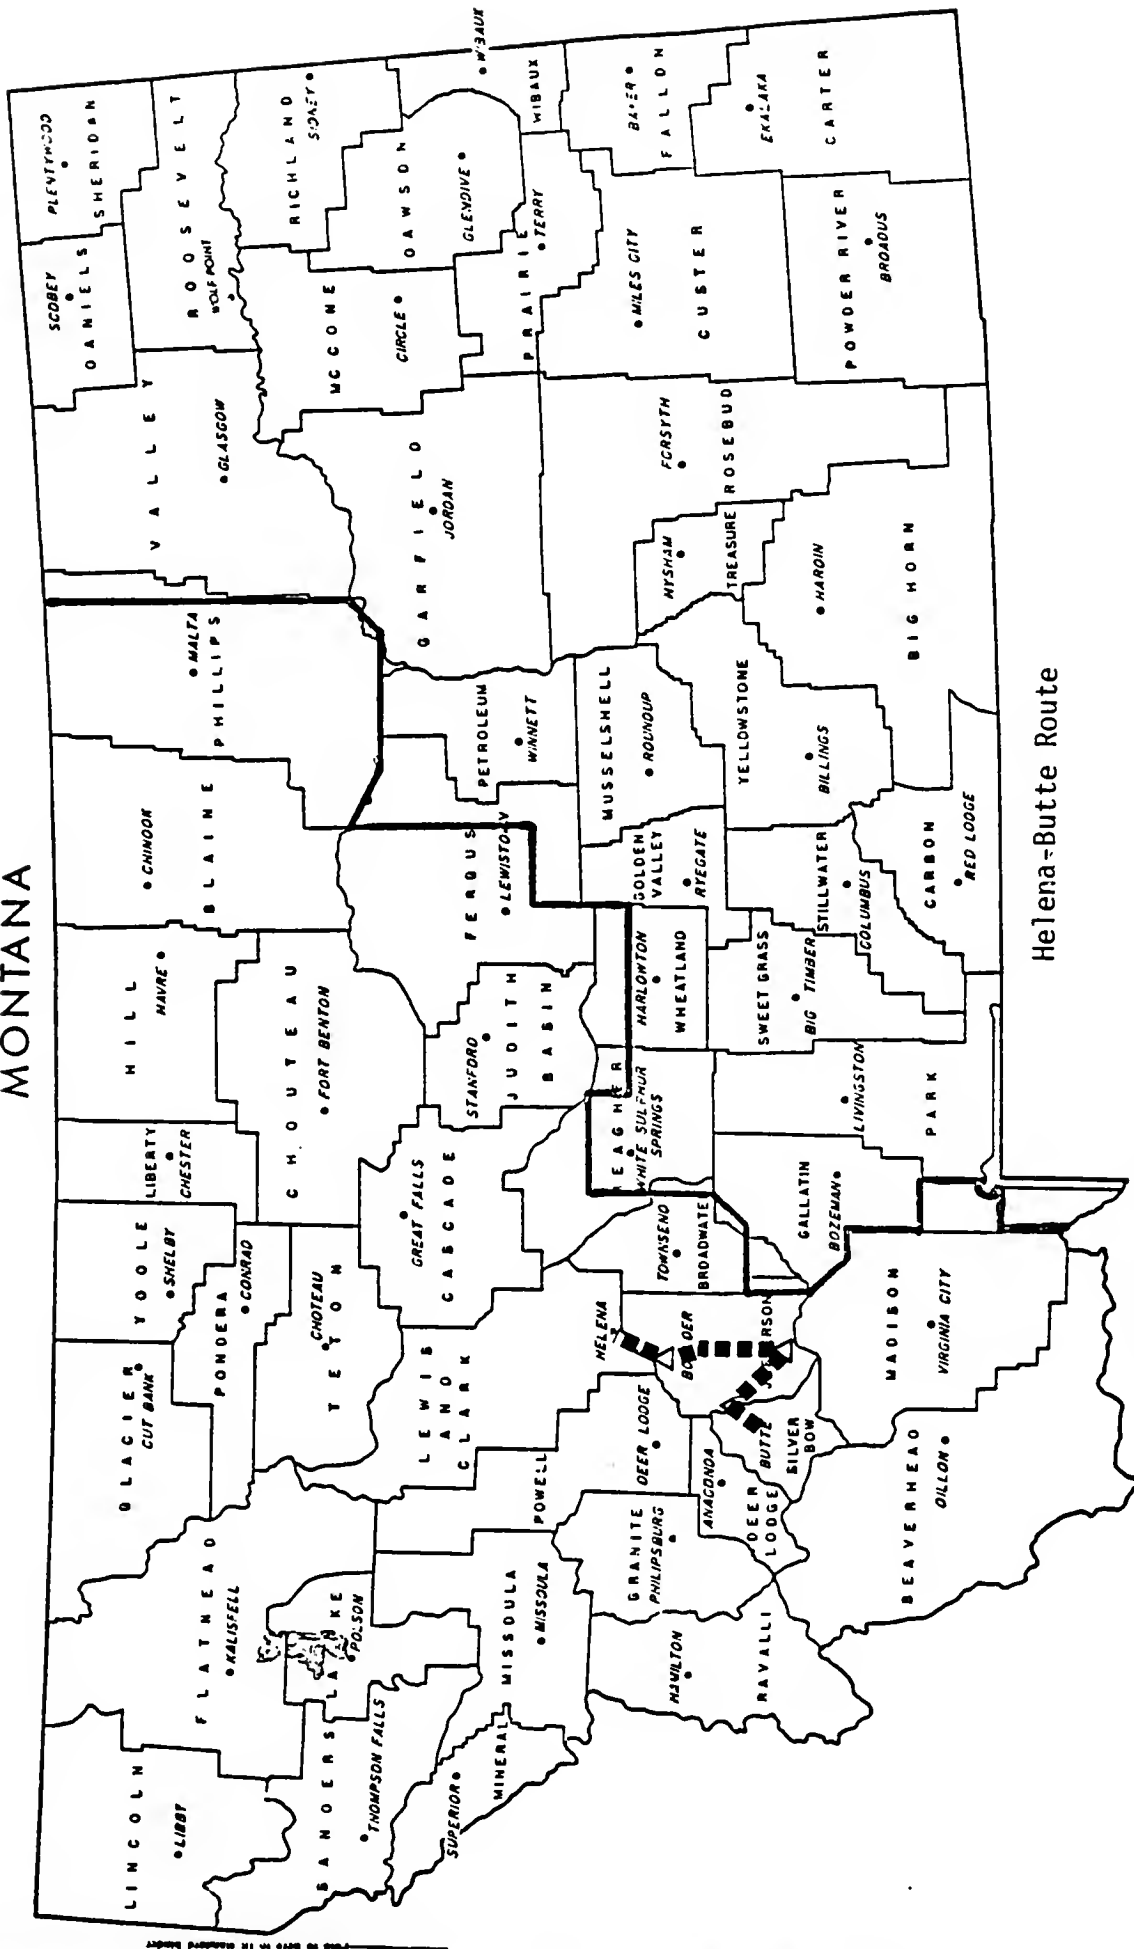 MONTANA
LINCOLN
LIBBY
FLATHEAD
KALISPELL
GLACIER
CUT BANK
TOOLE
SHELBY
LIBERTY
CHESTER
HILL
HAVRE
BLAINE
CHINOOK
PHILLIPS
MALTA
VALLEY
GLASGOW
DANIELS
SCOBEY
SHERIDAN
PLENTYWOOD
ROOSEVELT
WOLF POINT
RICHLAND
SIDNEY
SANDERS
THOMPSON FALLS
LAKE
POLSON
PONDERA
CONRAD
TETON
CHOTEAU
CHOUTEAU
FORT BENTON
MCCONE
CIRCLE
DAWSON
GLENDIVE
WIBAUX
WIBAUX
MINERAL
SUPERIOR
MISSOULA
MISSOULA
POWELL
LEWIS
AND
CLARK
HELENA
CASCADE
GREAT FALLS
JUDITH
BASIN
STANFORD
FERGUS
LEWISTOWN
PETROLEUM
WINNETT
GARFIELD
JORDAN
PRAIRIE
TERRY
RAVALLI
HAMILTON
GRANITE
PHILIPSBURG
DEER LODGE
ANACONDA
DEER
LODGE
BUTTE
SILVER
BOW
BOULDER
JEFFERSON
TOWNSEND
BROADWATER
MEAGHER
WHITE SULPHUR
SPRINGS
HARLOWTON
WHEATLAND
GOLDEN
VALLEY
RYEGATE
MUSSELSHELL
ROUNDUP
HYSHAM
TREASURE
FORSYTH
ROSEBUD
MILES CITY
CUSTER
BAKER
FALLON
BEAVERHEAD
DILLON
MADISON
VIRGINIA CITY
GALLATIN
BOZEMAN
PARK
LIVINGSTON
SWEET GRASS
BIG TIMBER
STILLWATER
COLUMBUS
CARBON
RED LODGE
YELLOWSTONE
BILLINGS
BIG HORN
HARDIN
POWDER RIVER
BROADUS
CARTER
EKALAKA
Helena-Butte Route